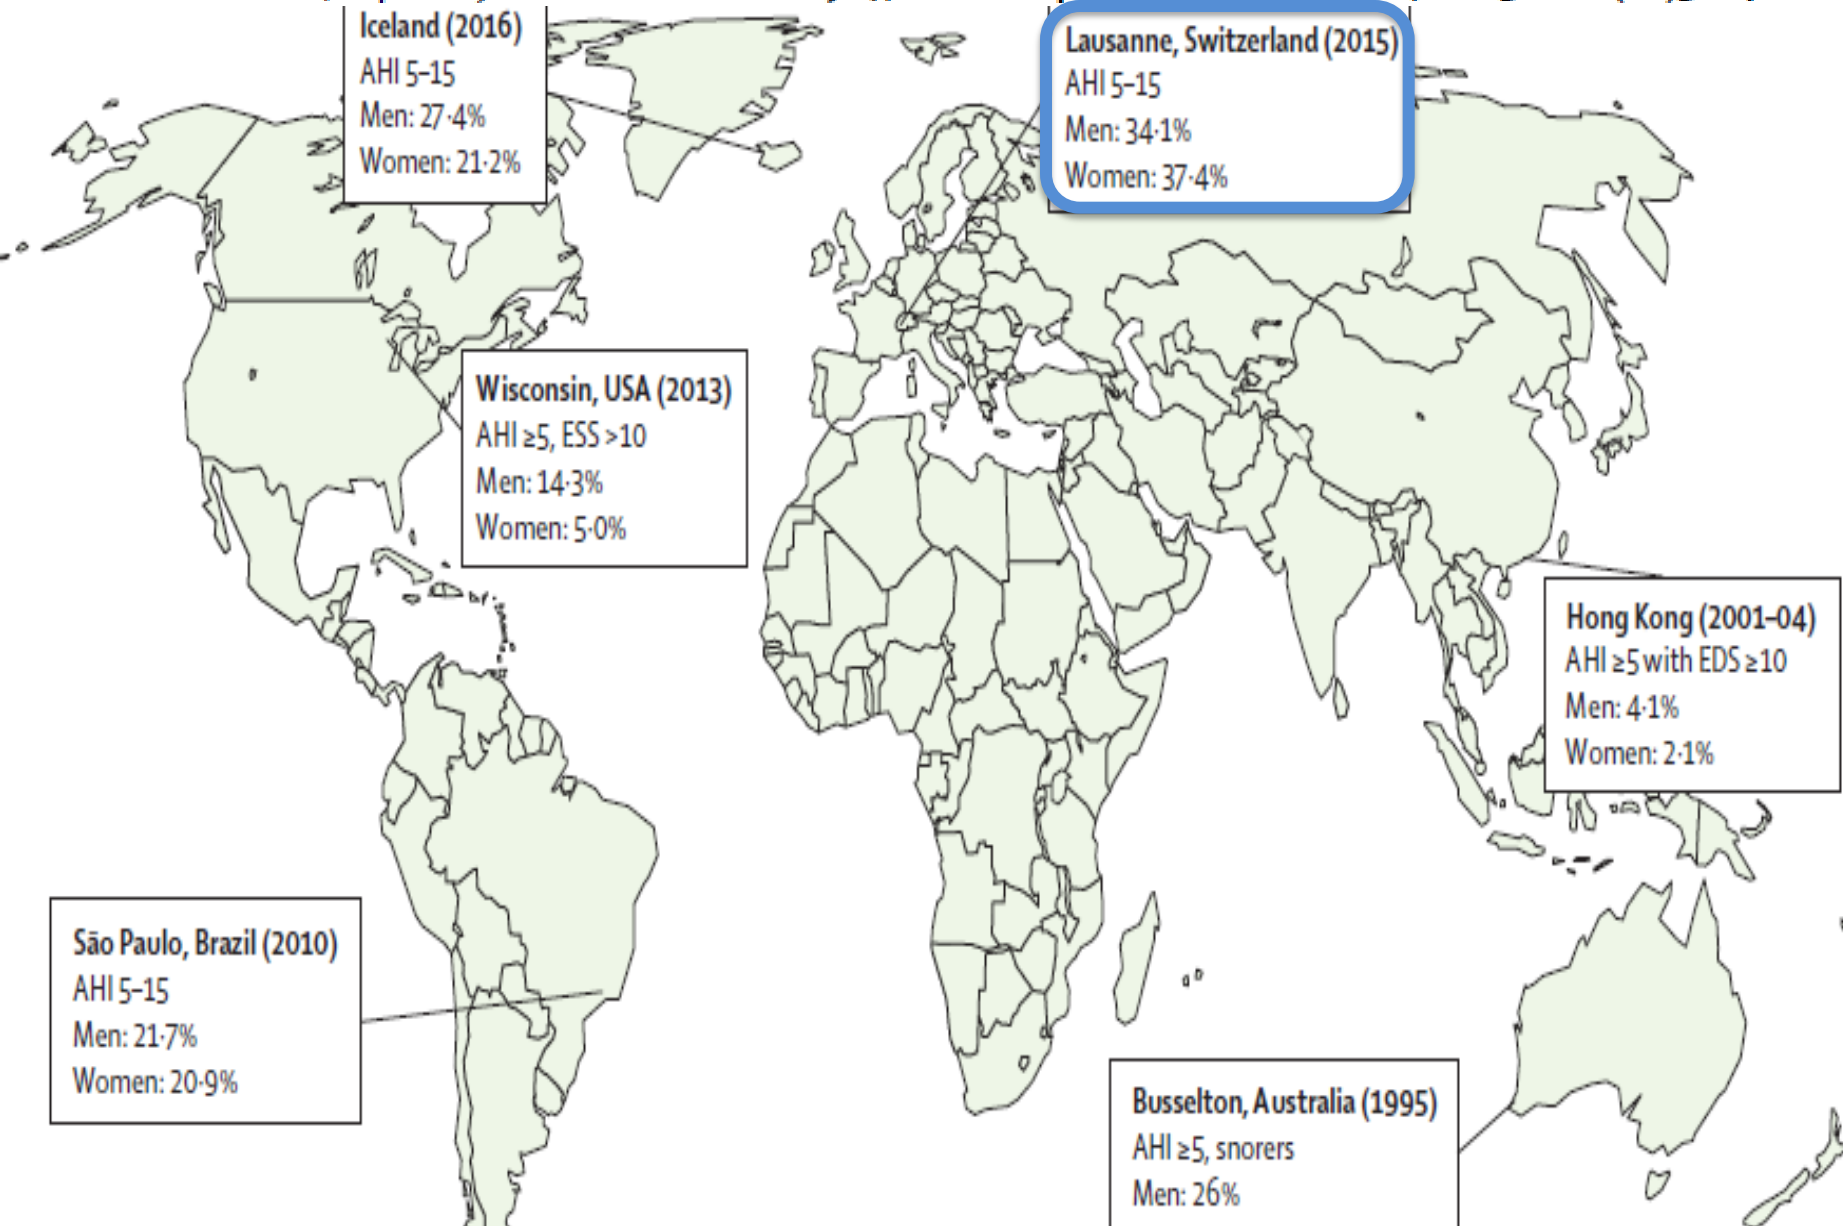 Iceland (2016)
AHI 5–15
Men: 27·4%
Women: 21·2%
Lausanne, Switzerland (2015)
AHI 5–15
Men: 34·1%
Women: 37·4%
Wisconsin, USA (2013)
AHI ≥5, ESS >10
Men: 14·3%
Women: 5·0%
Hong Kong (2001–04)
AHI ≥5 with EDS ≥10
Men: 4·1%
Women: 2·1%
São Paulo, Brazil (2010)
AHI 5–15
Men: 21·7%
Women: 20·9%
Busselton, Australia (1995)
AHI ≥5, snorers
Men: 26%